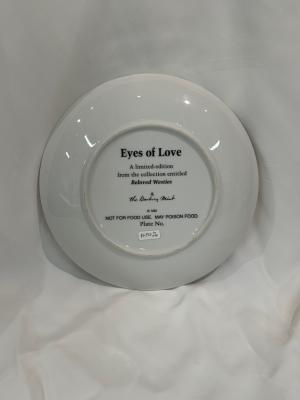 Eyes of Love
A limited-edition
from the collection entitled
Beloved Westies
by
The Danbury Mint
NOT FOR FOOD USE. MAY POISON FOOD.
Plate No.